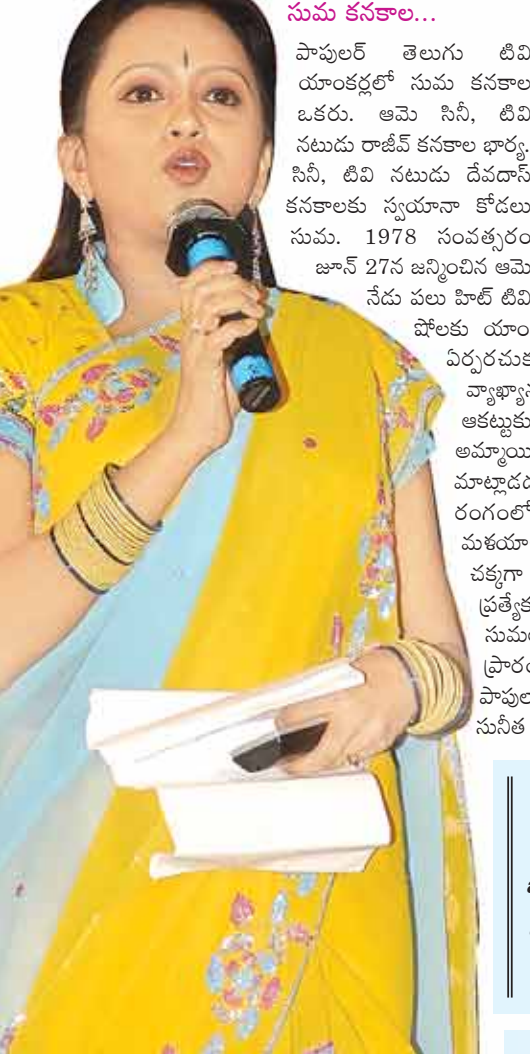 సుమ కనకాల...
పాపులర్ తెలుగు టివి
యాంకర్లలో సుమ కనకాల
ఒకరు. ఆమె సినీ, టివి
నటుడు రాజీవ్ కనకాల భార్య.
సినీ, టివి నటుడు దేవదాస్
కనకాలకు స్వయానా కోడలు
సుమ. 1978 సంవత్సరం
జూన్ 27న జన్మించిన ఆమె
నేడు పలు హిట్ టివి
షోలకు యాం
ఏర్పరచుక
వ్యాఖ్యాన
ఆకట్టుకు
అమ్మాయి
మాట్లాడడ
రంగంలో
మళయా
చక్కగా
ప్రత్యేక
సుమ
ప్రారం
పాపుల
సునీత